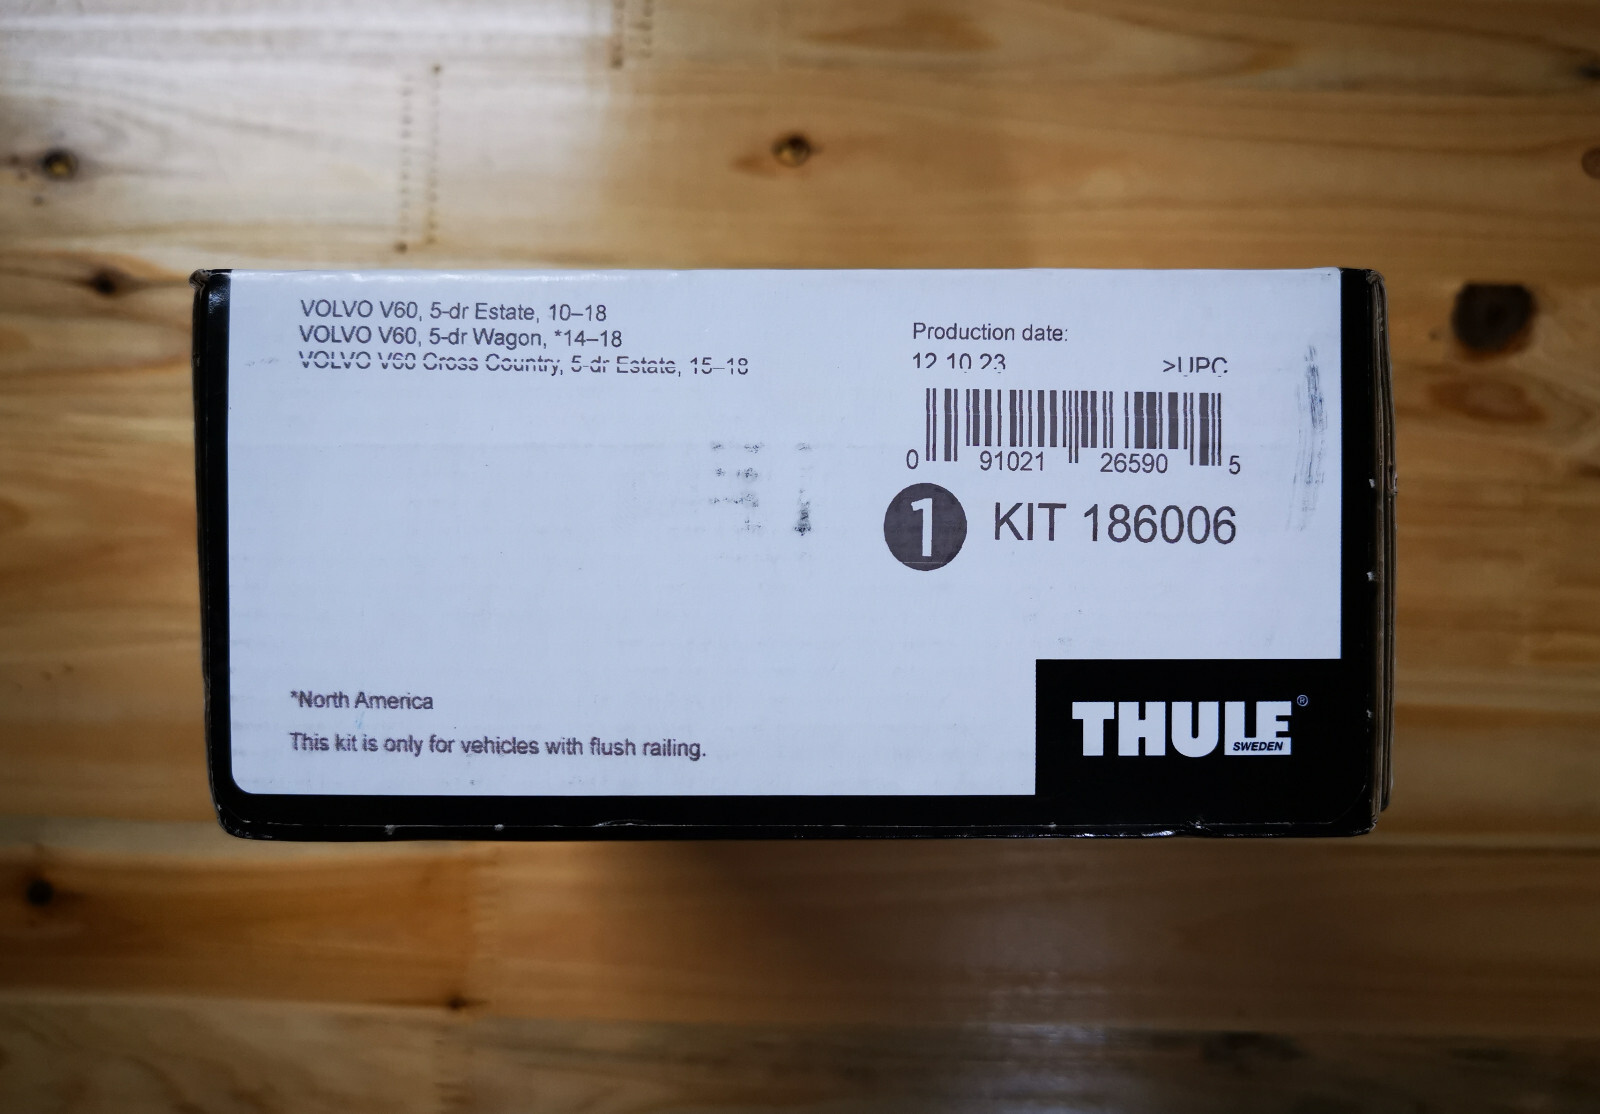 VOLVO V60, 5-dr Estate, 10–18
VOLVO V60, 5-dr Wagon, *14–18
VOLVO V60 Cross Country, 5-dr Estate, 15–18
Production date:
12 10 23 >UPC
0 91021 26590 5
1 KIT 186006
*North America
This kit is only for vehicles with flush railing.
THULE®
SWEDEN